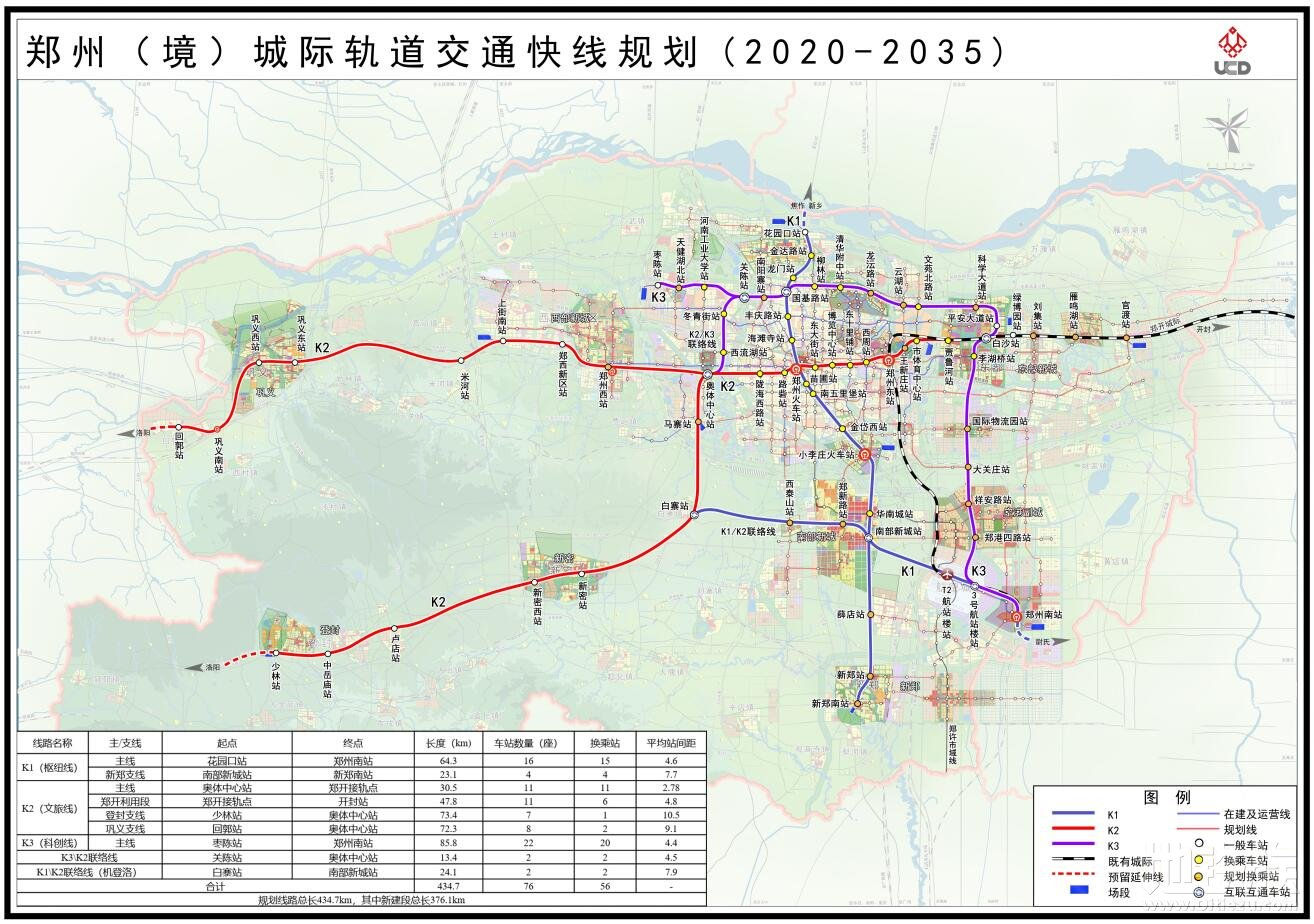 郑州（境）城际轨道交通快线规划（2020-2035）
UCD
焦作 新乡
K1
花园口站
金达路站
龙门站
柳林站
国基路站
清华附中站
龙沄路站
云湖站
文苑北路站
科学大道站
绿博园站
刘集站
雁鸣湖站
官渡站
枣陈站
天健湖北站
河南工业大学站
关陈站
南阳寨站
K3
冬青街站
丰庆路站
K2/K3
联络线
海滩寺站
西流湖站
东大街站
博览中心站
东十里铺站
西周站
平安大道站
白沙站
郑开城际
开封
李湖桥站
贾鲁河站
市体育中心站
王新庄站
郑州东站
苗圃站
南五里堡站
郑州火车站
路砦站
陇海西路站
K2
奥体中心站
马寨站
金岱西站
小李庄火车站
国际物流园站
大关庄站
祥安路站
郑港四路站
巩义西站
巩义东站
K2
巩义
巩义南站
回郭站
洛阳
米河站
上街南站
西部新城区
郑西新区站
郑州西站
白寨站
K1/K2联络线
西泰山站
郑新路站
华南城站
南部新城
南部新城站
K1
K3
T2航站楼站
3号航站楼站
郑州南站
尉氏
薛店站
新郑站
新郑
新郑南站
郑许市域线
新密
新密站
新密西站
K2
卢店站
登封
中岳庙站
少林站
洛阳
线路名称 主/支线 起点 终点 长度（km） 车站数量（座） 换乘站 平均站间距
K1（枢纽线） 主线 花园口站 郑州南站 64.3 16 15 4.6
新郑支线 南部新城站 新郑南站 23.1 4 4 7.7
K2（文旅线） 主线 奥体中心站 郑开接轨点 30.5 11 11 2.78
郑开利用段 郑开接轨点 开封站 47.8 11 6 4.8
登封支线 少林站 奥体中心站 73.4 7 1 10.5
巩义支线 回郭站 奥体中心站 72.3 8 2 9.1
K3（科创线） 主线 枣陈站 郑州南站 85.8 22 20 4.4
K3\K2联络线 关陈站 奥体中心站 13.4 2 2 4.5
K1\K2联络线（机登洛） 白寨站 南部新城站 24.1 2 2 7.9
合计 434.7 76 56 -
规划线路总长434.7km，其中新建段总长376.1km
图 例
K1 在建及运营线
K2 规划线
K3 一般车站
既有城际 换乘车站
预留延伸线 规划换乘站
场段 互联互通车站